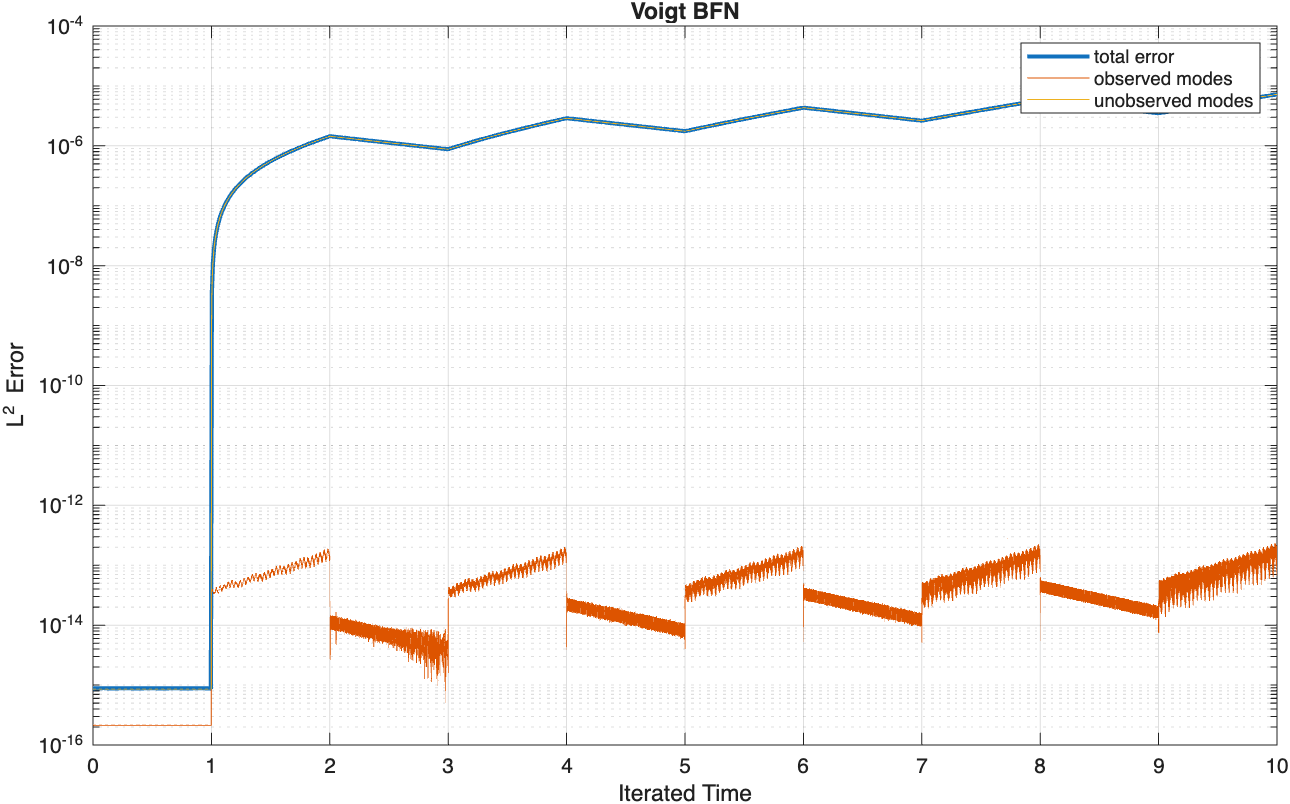 Voigt BFN
total error
observed modes
unobserved modes
10^-4
10^-6
10^-8
10^-10
10^-12
10^-14
10^-16
L^2 Error
0 1 2 3 4 5 6 7 8 9 10
Iterated Time